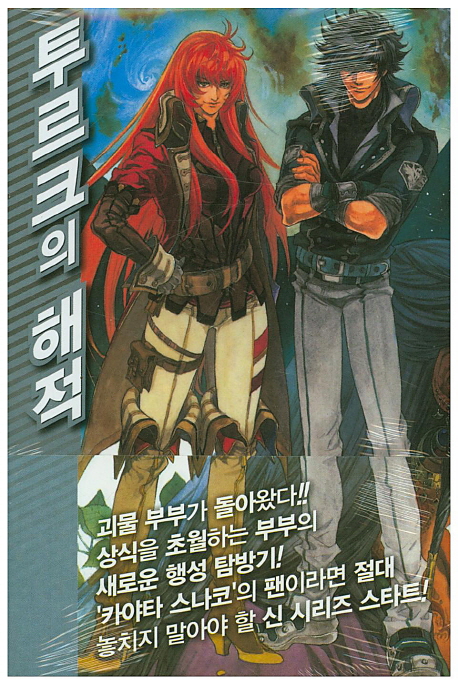 투르크의 해적
괴물 부부가 돌아왔다!!
상식을 초월하는 부부의
새로운 행성 탐방기!
'카야타 스나코'의 팬이라면 절대
놓치지 말아야 할 신 시리즈 스타트!